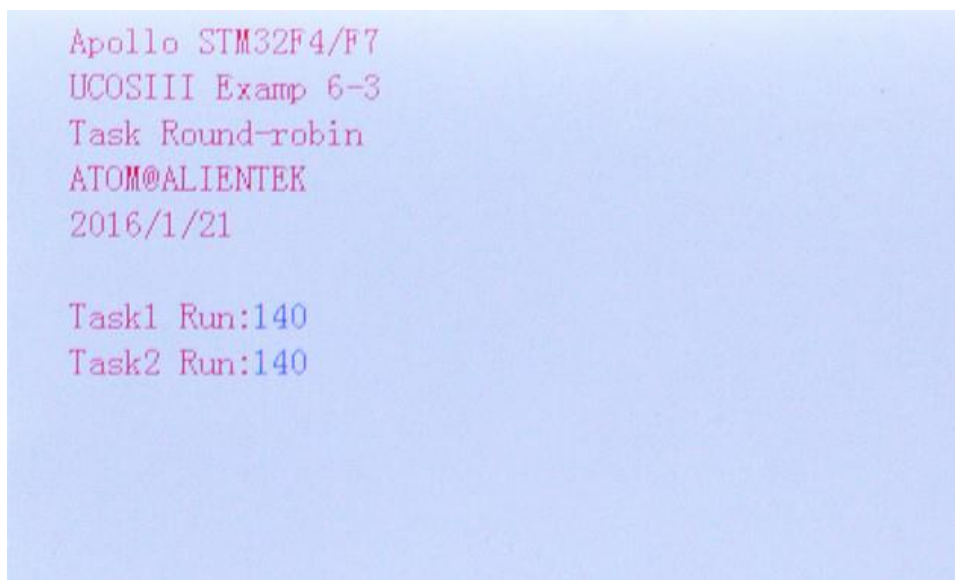 Apollo STM32F4/F7
UCOSIII Examp 6-3
Task Round-robin
ATOM@ALIENTEK
2016/1/21
Task1 Run:140
Task2 Run:140